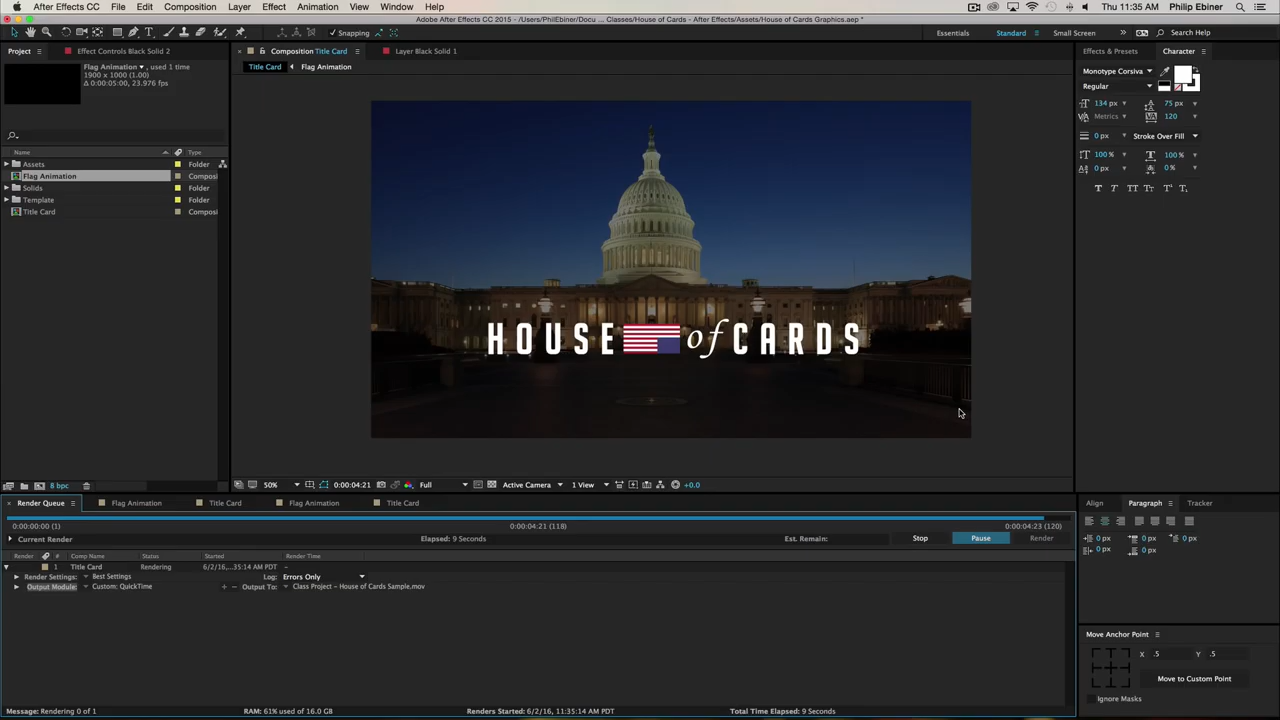 After Effects CC File Edit Composition Layer Effect Animation View Window Help Thu 11:35 AM Philip Ebiner
Adobe After Effects CC 2015 - /Users/PhilEbiner/Docu ... Classes/House of Cards - After Effects/Assets/House of Cards Graphics.aep *
Snapping Essentials Standard Small Screen Search Help
Project Effect Controls Black Solid 2 Composition Title Card Layer Black Solid 1 Effects & Presets Character
Title Card Flag Animation
Flag Animation , used 1 time
1900 x 1000 (1.00)
Δ 0:00:05:00, 23.976 fps
Monotype Corsiva
Regular
134 px 75 px
Metrics 120
0 px Stroke Over Fill
100 % 100 %
0 px 0 %
T T TT Tт T' T,
Name Type
Assets Folder
Flag Animation Composi
Solids Folder
Template Folder
Title Card Composi
HOUSE of CARDS
8 bpc
50% 0:00:04:21 Full Active Camera 1 View +0.0
Render Queue Flag Animation Title Card Flag Animation Title Card
Align Paragraph Tracker
0:00:00:00 (1) 0:00:04:21 (118) 0:00:04:23 (120)
Current Render Elapsed: 9 Seconds Est. Remain: Stop Pause Render
0 px 0 px 0 px
0 px 0 px
Render # Comp Name Status Started Render Time
1 Title Card Rendering 6/2/16,...35:14 AM PDT –
Render Settings: Best Settings Log: Errors Only
Output Module: Custom: QuickTime + – Output To: Class Project – House of Cards Sample.mov
Move Anchor Point
X .5 Y .5
Move to Custom Point
Ignore Masks
Message: Rendering 1 of 1 RAM: 61% used of 16.0 GB Renders Started: 6/2/16, 11:35:14 AM PDT Total Time Elapsed: 9 Seconds